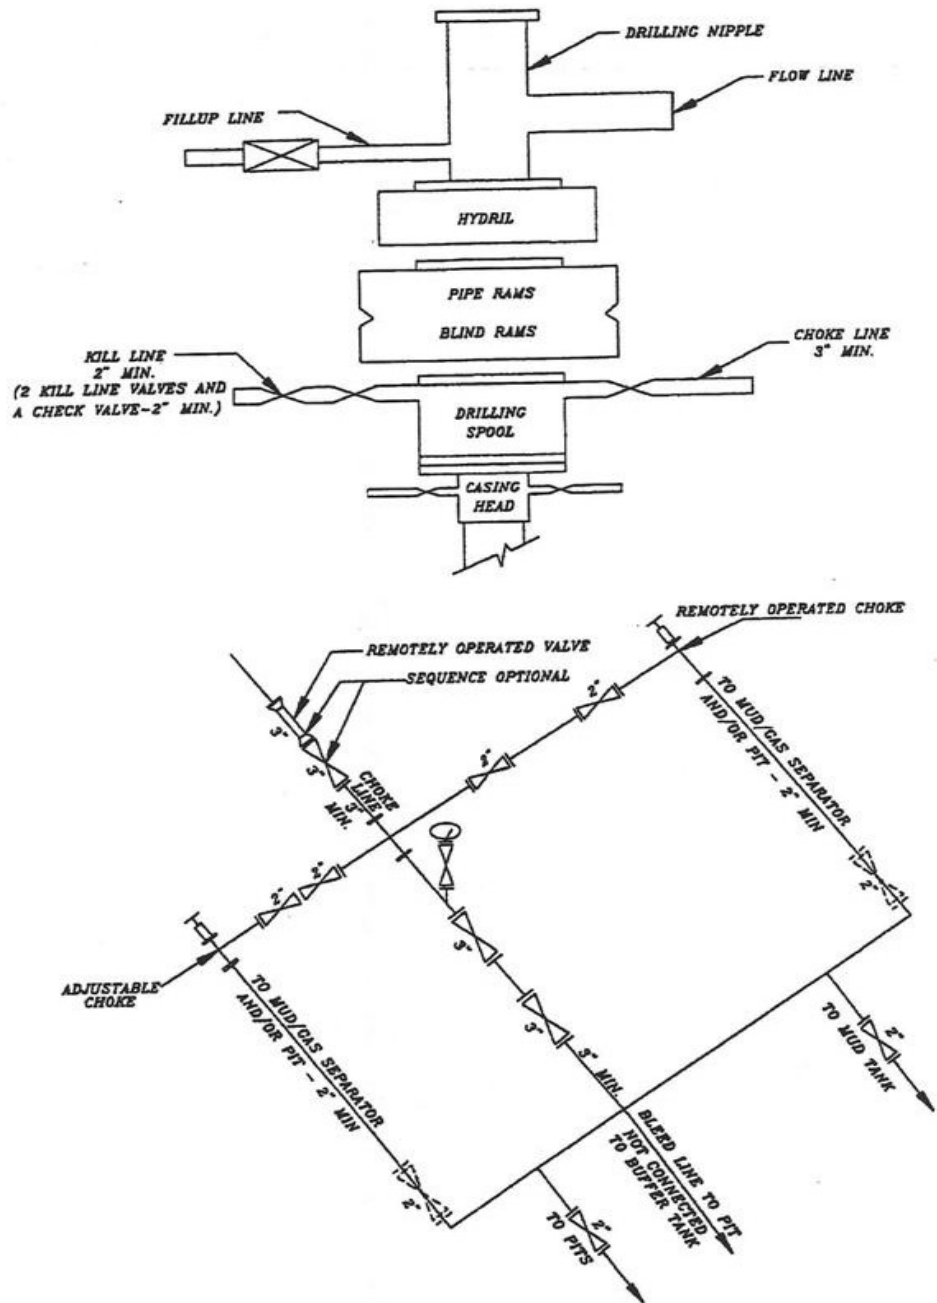 DRILLING NIPPLE
FLOW LINE
FILLUP LINE
HYDRIL
PIPE RAMS
BLIND RAMS
KILL LINE
2" MIN.
(2 KILL LINE VALVES AND
A CHECK VALVE-2" MIN.)
CHOKE LINE
3" MIN.
DRILLING
SPOOL
CASING
HEAD
REMOTELY OPERATED CHOKE
REMOTELY OPERATED VALVE
SEQUENCE OPTIONAL
3"
3"
CHOKE
LINE
3"
MIN.
2"
2"
TO MUD/GAS SEPARATOR
AND/OR PIT - 2" MIN
2"
2"
2"
3"
3"
3" MIN.
ADJUSTABLE
CHOKE
TO MUD/GAS SEPARATOR
AND/OR PIT - 2" MIN
2"
2"
TO MUD TANK
BLEED LINE TO PIT
NOT CONNECTED
TO BUFFER TANK
2"
TO PITS